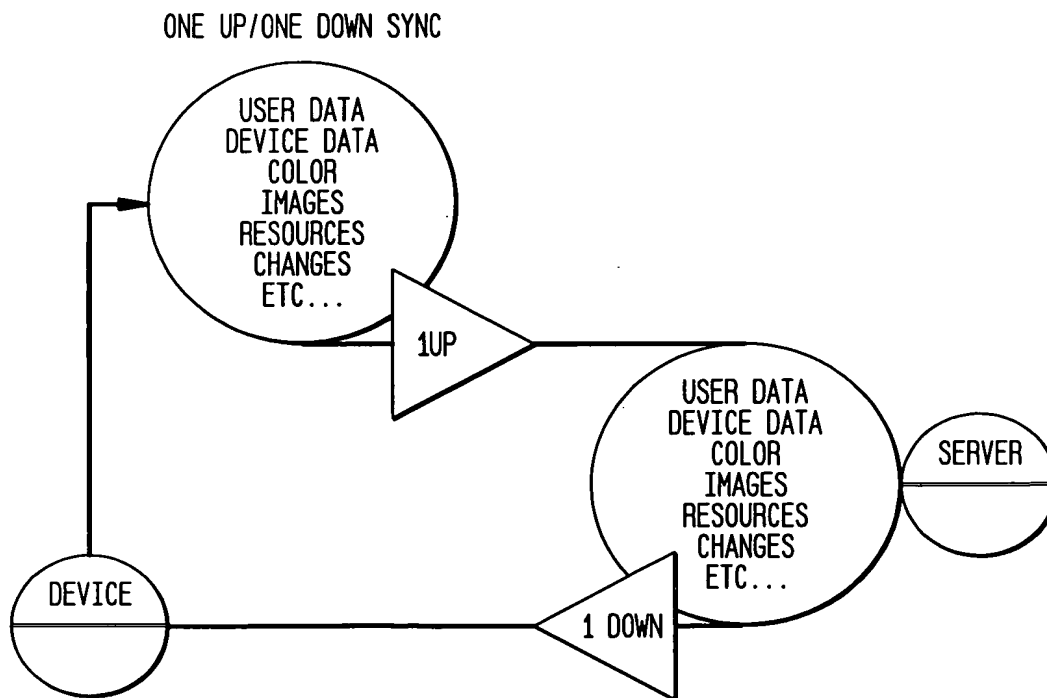 ONE UP/ONE DOWN SYNC
USER DATA
DEVICE DATA
COLOR
IMAGES
RESOURCES
CHANGES
ETC...
1UP
USER DATA
DEVICE DATA
COLOR
IMAGES
RESOURCES
CHANGES
ETC...
SERVER
DEVICE
1 DOWN